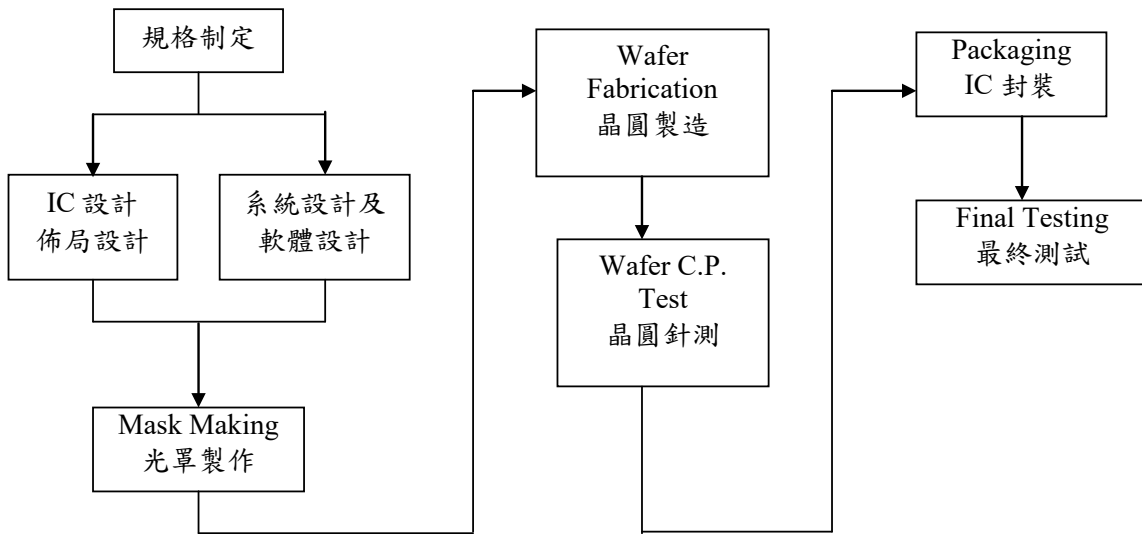 規格制定
IC 設計
佈局設計
系統設計及
軟體設計
Mask Making
光罩製作
Wafer
Fabrication
晶圓製造
Wafer C.P.
Test
晶圓針測
Packaging
IC 封裝
Final Testing
最終測試